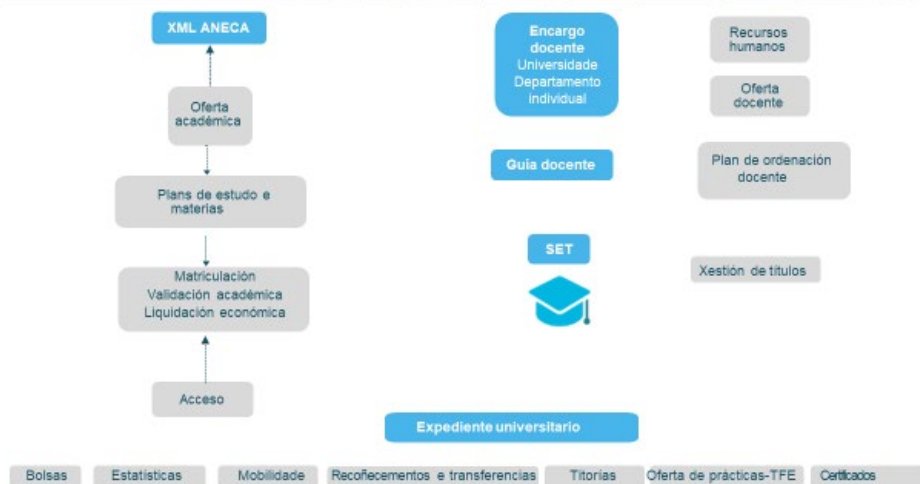 XML ANECA
Oferta
académica
Plans de estudo e
materias
Matriculación
Validación académica
Liquidación económica
Acceso
Encargo
docente
Universidade
Departamento
individual
Guía docente
SET
Recursos
humanos
Oferta
docente
Plan de ordenación
docente
Xestión de títulos
Expediente universitario
Bolsas
Estatísticas
Mobilidade
Recoñecementos e transferencias
Titorias
Oferta de prácticas-TFE
Certificados